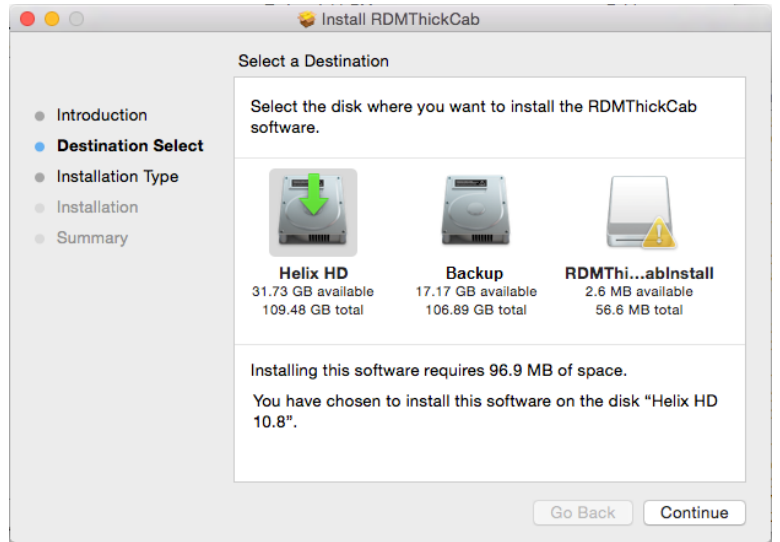 Install RDMThickCab
Select a Destination
Introduction
Destination Select
Installation Type
Installation
Summary
Select the disk where you want to install the RDMThickCab
software.
Helix HD
31.73 GB available
109.48 GB total
Backup
17.17 GB available
106.89 GB total
RDMThi...abInstall
2.6 MB available
56.6 MB total
Installing this software requires 96.9 MB of space.
You have chosen to install this software on the disk “Helix HD
10.8”.
Go Back
Continue